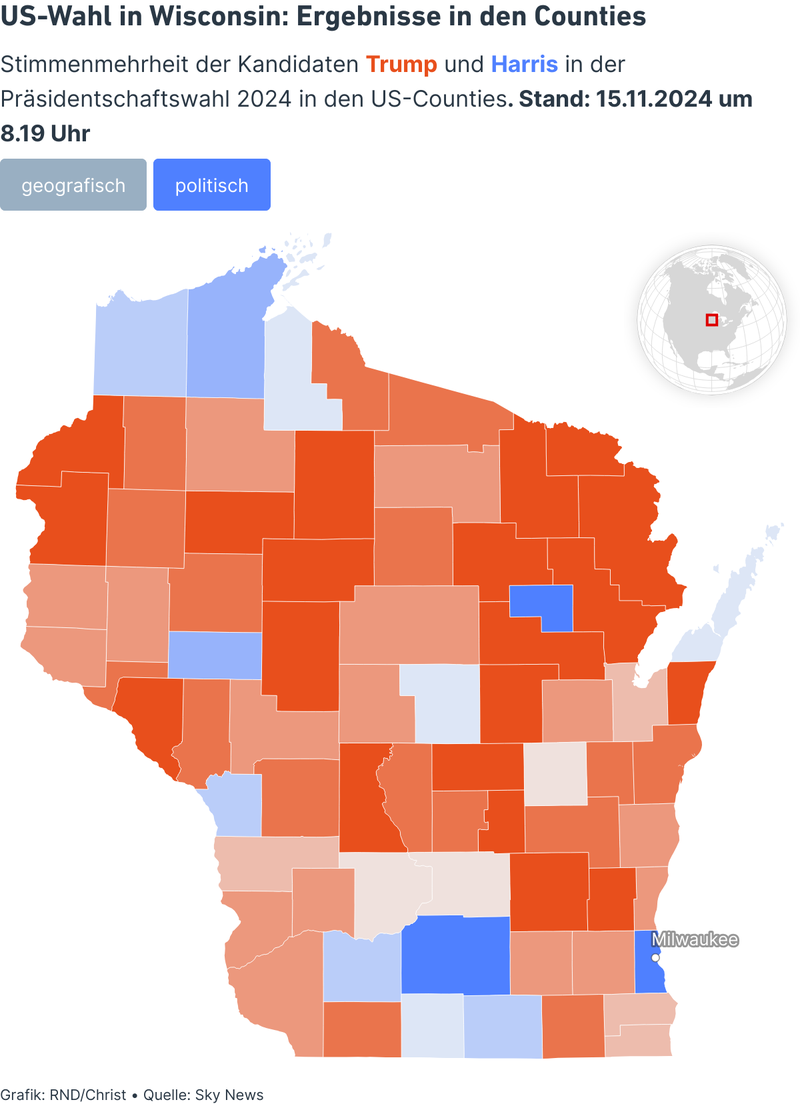 US-Wahl in Wisconsin: Ergebnisse in den Counties
Stimmenmehrheit der Kandidaten Trump und Harris in der
Präsidentschaftswahl 2024 in den US-Counties. Stand: 15.11.2024 um
8.19 Uhr
geografisch politisch
Milwaukee
Grafik: RND/Christ • Quelle: Sky News